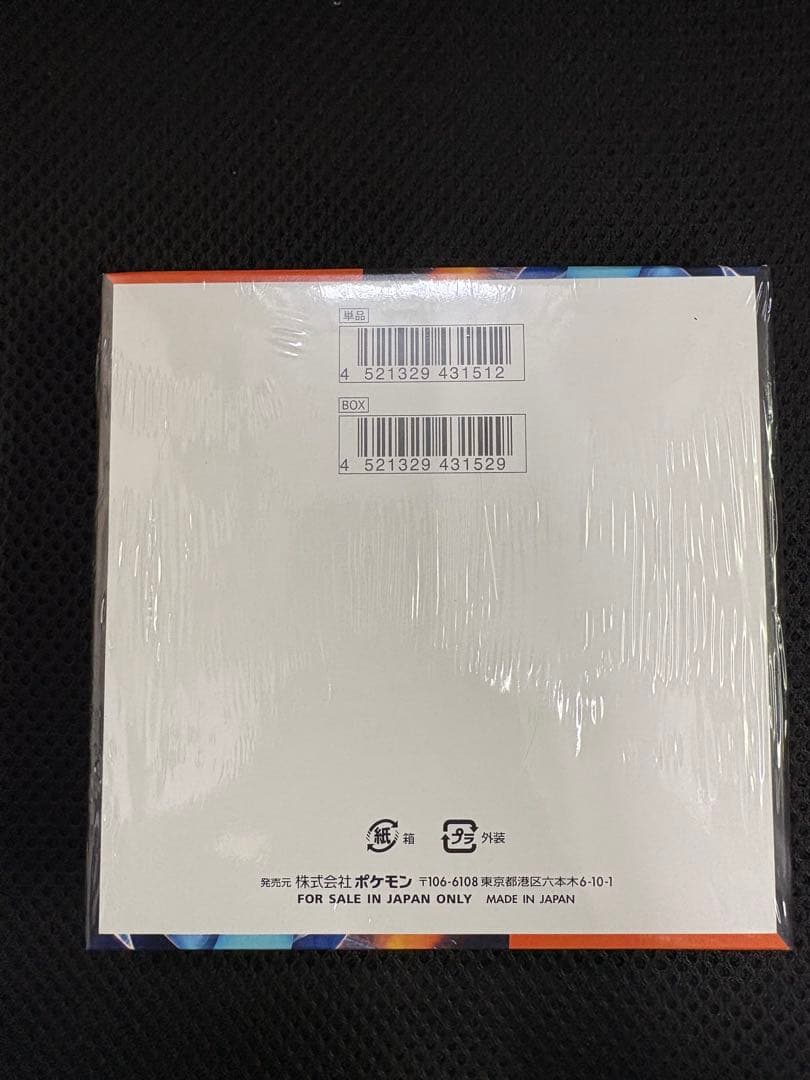 単品
4 521329 431512
BOX
4 521329 431529
紙 箱 プラ 外装
発売元 株式会社ポケモン 〒106-6108 東京都港区六本木6-10-1
FOR SALE IN JAPAN ONLY MADE IN JAPAN